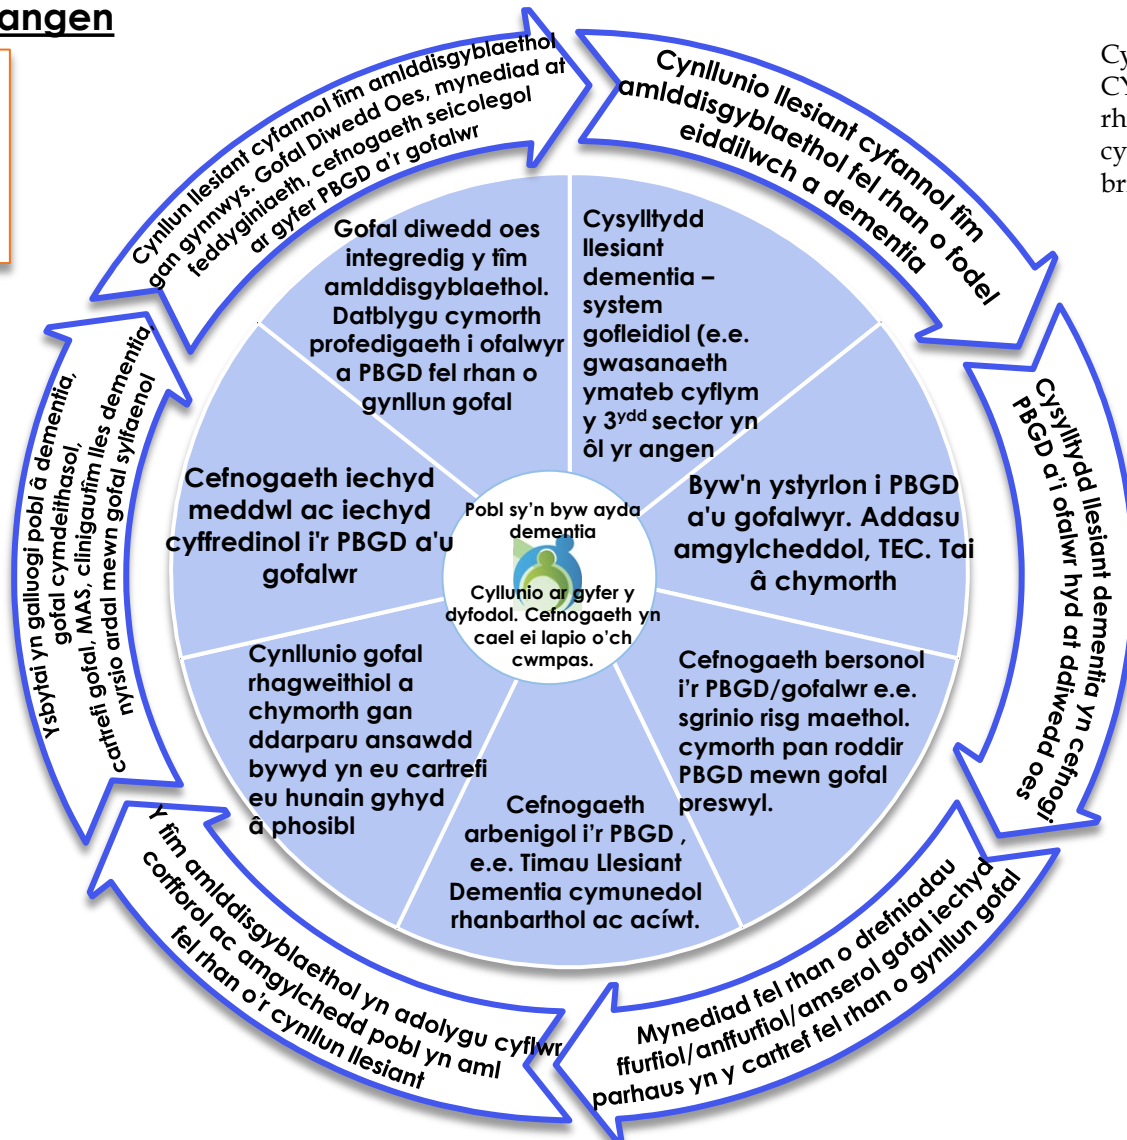 angen
Cynllun llesiant cyfannol tîm amlddisgyblaethol
gan gynnwys. Gofal Diwedd Oes, mynediad at
feddyginiaeth, cefnogaeth seicolegol
ar gyfer PBGD a'r gofalwr
Cynllunio llesiant cyfannol tîm
amlddisgyblaethol fel rhan o fodel
eiddilwch a dementia
Cysylltydd llesiant dementia yn cefnogi
PBGD a'i ofalwr hyd at ddiwedd oes
Mynediad fel rhan o drefniadau
ffurfiol/anffurfiol/amserol gofal iechyd
parhaus yn y cartref fel rhan o gynllun gofal
Y tîm amlddisgyblaethol yn adolygu cyflwr
corfforol ac amgylchedd pobl yn aml
fel rhan o'r cynllun llesiant
Ysbytai yn galluogi pobl â dementia,
gofal cymdeithasol,
cartrefi gofal, MAS, clinigautîm lles dementia,
nyrsio ardal mewn gofal sylfaenol
Gofal diwedd oes
integredig y tîm
amlddisgyblaethol.
Datblygu cymorth
profedigaeth i ofalwyr
a PBGD fel rhan o
gynllun gofal
Cysylltydd
llesiant
dementia –
system
gofleidiol (e.e.
gwasanaeth
ymateb cyflym
y 3ydd sector yn
ôl yr angen
Byw'n ystyrlon i PBGD
a'u gofalwyr. Addasu
amgylcheddol, TEC. Tai
â chymorth
Cefnogaeth bersonol
i'r PBGD/gofalwr e.e.
sgrinio risg maethol.
cymorth pan roddir
PBGD mewn gofal
preswyl.
Cefnogaeth
arbenigol i'r PBGD ,
e.e. Timau Llesiant
Dementia cymunedol
rhanbarthol ac acíwt.
Cynllunio gofal
rhagweithiol a
chymorth gan
ddarparu ansawdd
bywyd yn eu cartrefi
eu hunain gyhyd
â phosibl
Cefnogaeth iechyd
meddwl ac iechyd
cyffredinol i'r PBGD a'u
gofalwr
Pobl sy'n byw ayda
dementia
Cyllunio ar gyfer y
dyfodol. Cefnogaeth yn
cael ei lapio o'ch
cwmpas.
Cy
CY
rh
cy
br